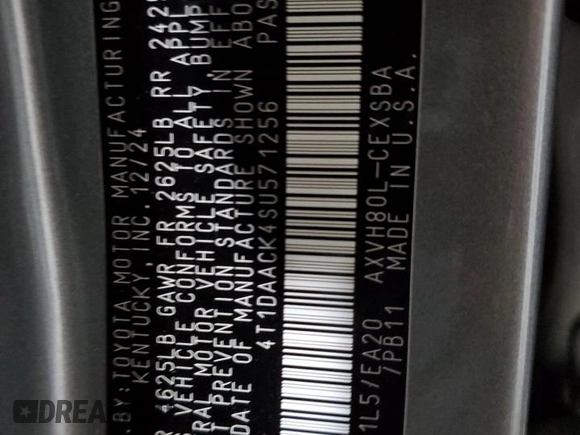 .BY: TOYOTA MOTOR MANUFACTURING
KENTUCKY, INC. 12/24
R 4625LB GAWR FR 2625LB RR 242
S VEHICLE CONFORMS TO ALL APPL
RAL MOTOR VEHICLE SAFETY, BUMP
T PREVENTION STANDARDS IN EFF
DATE OF MANUFACTURE SHOWN ABO
4T1DAACK4SU571256 PAS
1L5/EA20 AXVH80L-CEXSBA
/PB11 MADE IN U.S.A.
DREA